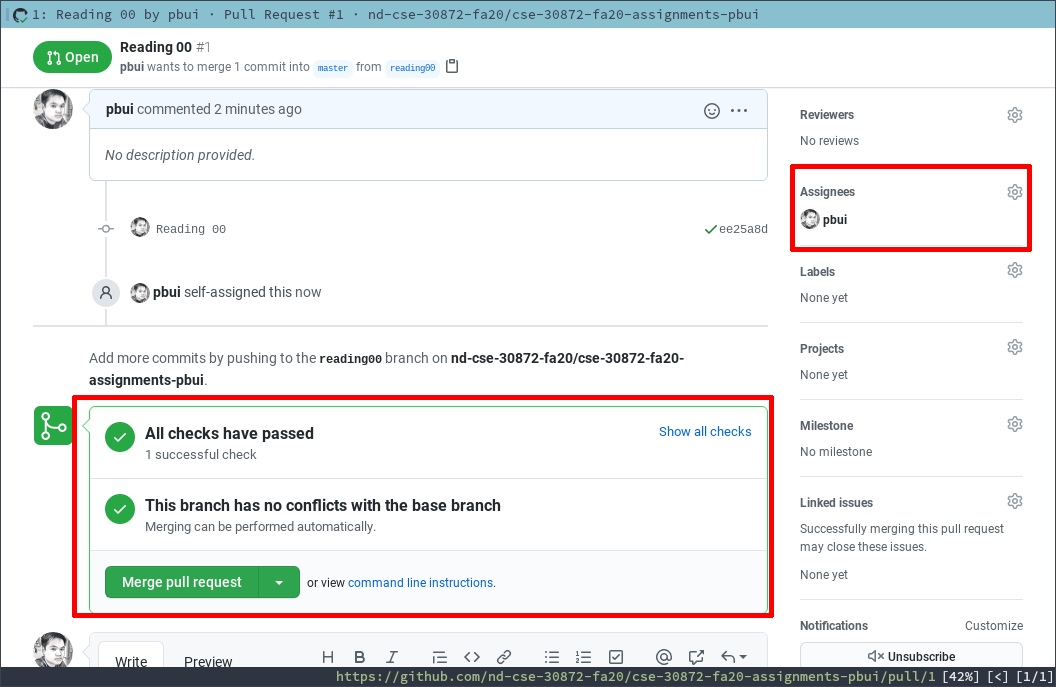 1: Reading 00 by pbui · Pull Request #1 · nd-cse-30872-fa20/cse-30872-fa20-assignments-pbui
Open
Reading 00 #1
pbui wants to merge 1 commit into master from reading00
pbui commented 2 minutes ago
No description provided.
Reading 00 ee25a8d
pbui self-assigned this now
Add more commits by pushing to the reading00 branch on nd-cse-30872-fa20/cse-30872-fa20-
assignments-pbui.
All checks have passed
Show all checks
1 successful check
This branch has no conflicts with the base branch
Merging can be performed automatically.
Merge pull request
or view command line instructions.
Write Preview
Reviewers
No reviews
Assignees
pbui
Labels
None yet
Projects
None yet
Milestone
No milestone
Linked issues
Successfully merging this pull request
may close these issues.
None yet
Notifications Customize
Unsubscribe
https://github.com/nd-cse-30872-fa20/cse-30872-fa20-assignments-pbui/pull/1 [42%] [<] [1/1]